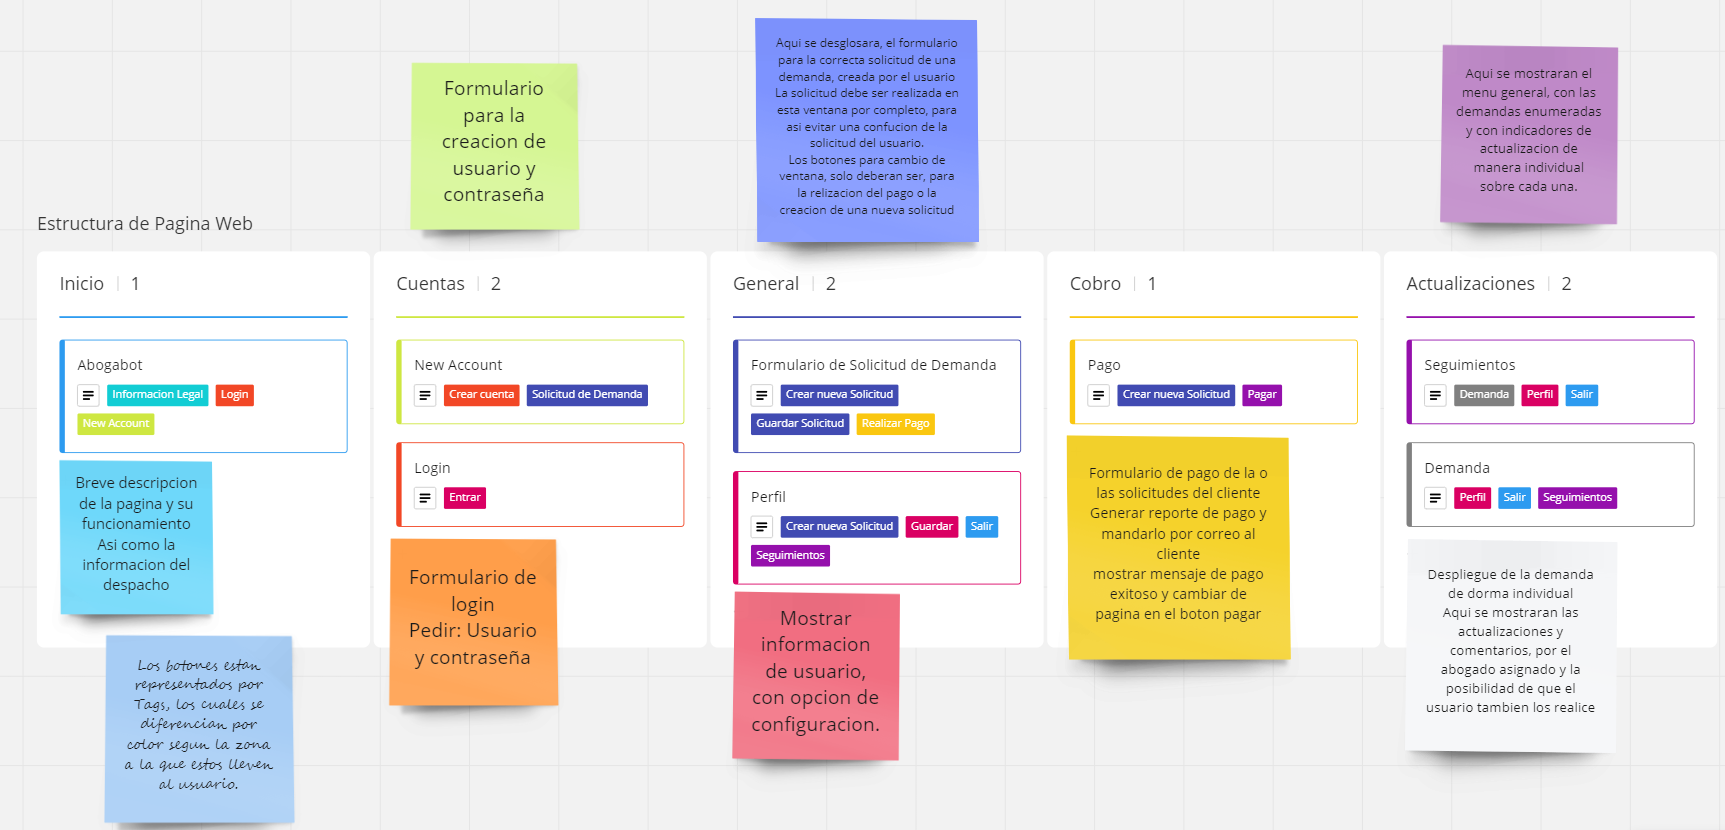 Formulario
para la
creacion de
usuario y
contraseña
Aqui se desglosara, el formulario
para la correcta solicitud de una
demanda, creada por el usuario
La solicitud debe ser realizada en
esta ventana por completo, para
asi evitar una confucion de la
solicitud del usuario.
Los botones para cambio de
ventana, solo deberan ser, para
la relizacion del pago o la
creacion de una nueva solicitud
Aqui se mostraran el
menu general, con las
demandas enumeradas
y con indicadores de
actualizacion de
manera individual
sobre cada una.
Estructura de Pagina Web
Inicio | 1
Abogabot
Informacion Legal Login
New Account
Breve descripcion
de la pagina y su
funcionamiento
Asi como la
informacion del
despacho
Los botones estan
representados por
Tags, los cuales se
diferencian por
color segun la zona
a la que estos lleven
al usuario.
Cuentas | 2
New Account
Crear cuenta Solicitud de Demanda
Login
Entrar
Formulario de
login
Pedir: Usuario
y contraseña
General | 2
Formulario de Solicitud de Demanda
Crear nueva Solicitud
Guardar Solicitud Realizar Pago
Perfil
Crear nueva Solicitud Guardar Salir
Seguimientos
Mostrar
informacion
de usuario,
con opcion de
configuracion.
Cobro | 1
Pago
Crear nueva Solicitud Pagar
Formulario de pago de la o
las solicitudes del cliente
Generar reporte de pago y
mandarlo por correo al
cliente
mostrar mensaje de pago
exitoso y cambiar de
pagina en el boton pagar
Actualizaciones | 2
Seguimientos
Demanda Perfil Salir
Demanda
Perfil Salir Seguimientos
Despliegue de la demanda
de dorma individual
Aqui se mostraran las
actualizaciones y
comentarios, por el
abogado asignado y la
posibilidad de que el
usuario tambien los realice